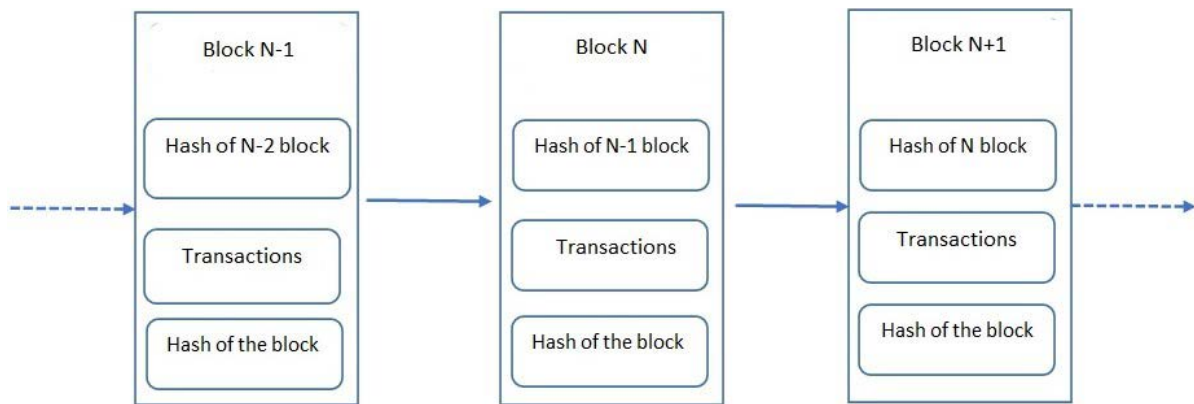 Block N-1
Hash of N-2 block
Transactions
Hash of the block
Block N
Hash of N-1 block
Transactions
Hash of the block
Block N+1
Hash of N block
Transactions
Hash of the block